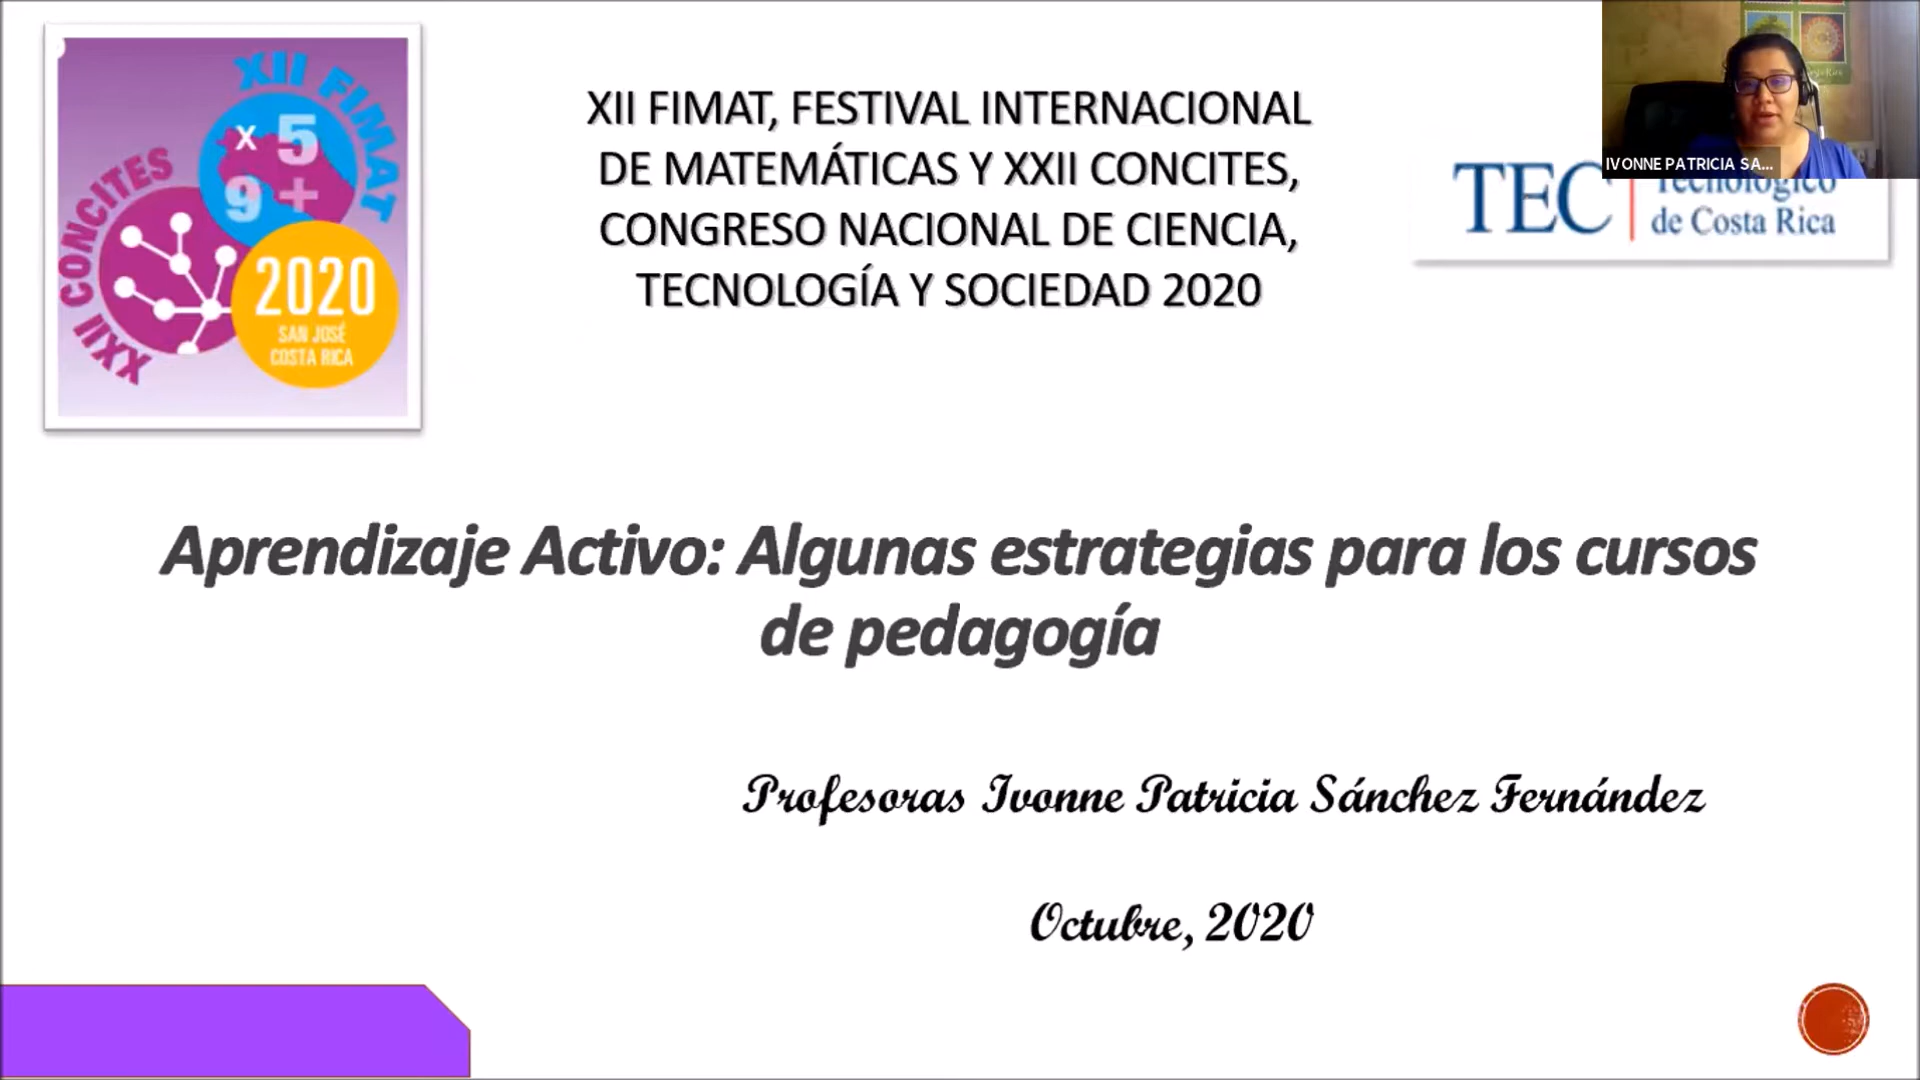 XII FIMAT
x 5
9 +
XXII CONCITES
2020
SAN JOSÉ
COSTA RICA
XII FIMAT, FESTIVAL INTERNACIONAL
DE MATEMÁTICAS Y XXII CONCITES,
CONGRESO NACIONAL DE CIENCIA,
TECNOLOGÍA Y SOCIEDAD 2020
IVONNE PATRICIA SA...
TEC | Tecnológico
de Costa Rica
Aprendizaje Activo: Algunas estrategias para los cursos
de pedagogía
Profesoras Ivonne Patricia Sánchez Fernández
Octubre, 2020